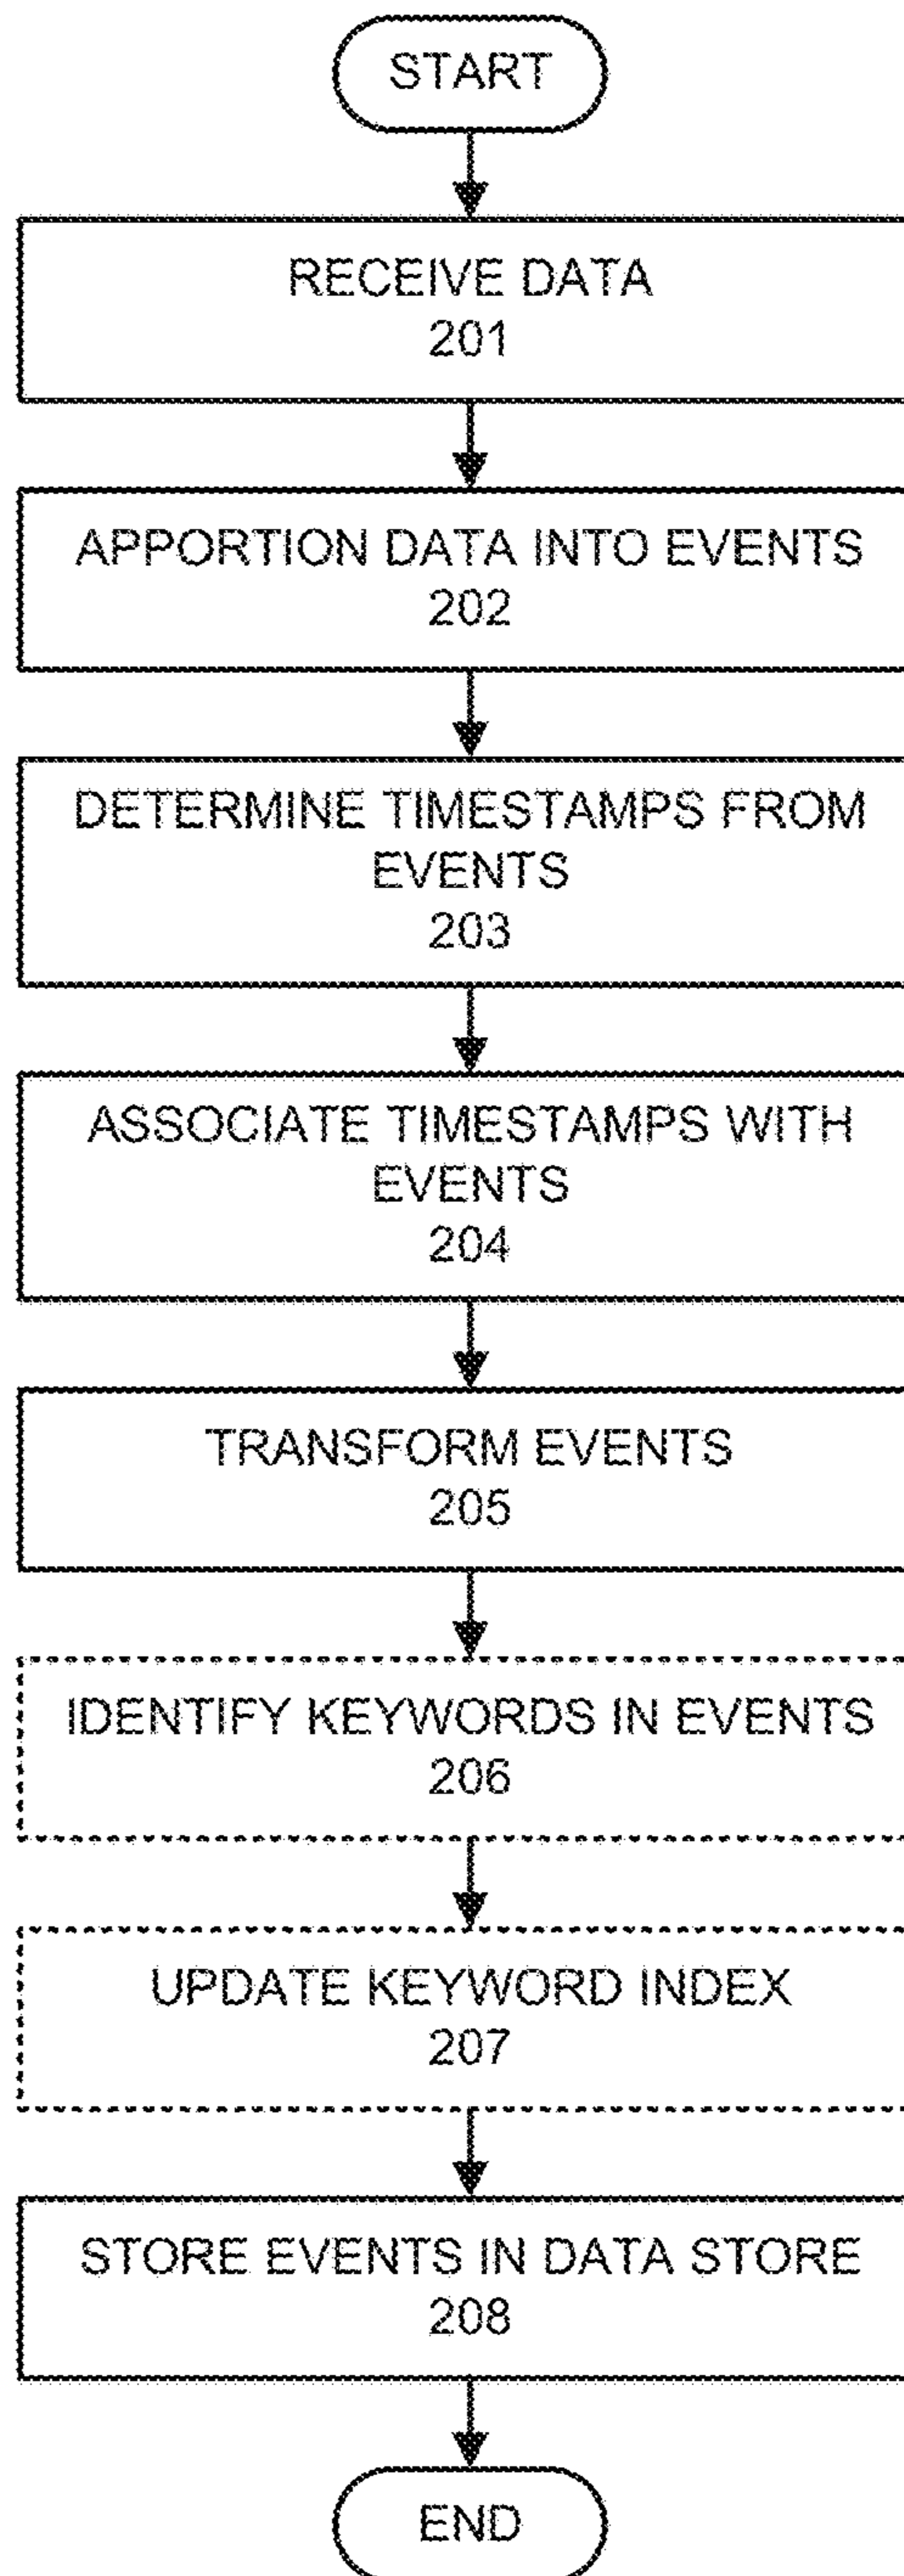 START
RECEIVE DATA
201
APPORTION DATA INTO EVENTS
202
DETERMINE TIMESTAMPS FROM
EVENTS
203
ASSOCIATE TIMESTAMPS WITH
EVENTS
204
TRANSFORM EVENTS
205
IDENTIFY KEYWORDS IN EVENTS
206
UPDATE KEYWORD INDEX
207
STORE EVENTS IN DATA STORE
208
END